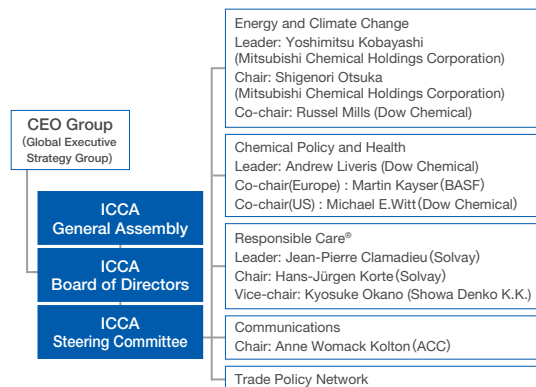 CEO Group
(Global Executive
Strategy Group)
ICCA
General Assembly
ICCA
Board of Directors
ICCA
Steering Committee
Energy and Climate Change
Leader: Yoshimitsu Kobayashi
(Mitsubishi Chemical Holdings Corporation)
Chair: Shigenori Otsuka
(Mitsubishi Chemical Holdings Corporation)
Co-chair: Russel Mills (Dow Chemical)
Chemical Policy and Health
Leader: Andrew Liveris (Dow Chemical)
Co-chair(Europe) : Martin Kayser(BASF)
Co-chair(US) : Michael E.Witt(Dow Chemical)
Responsible Care®
Leader: Jean-Pierre Clamadieu(Solvay)
Chair: Hans-Jürgen Korte(Solvay)
Vice-chair: Kyosuke Okano (Showa Denko K.K.)
Communications
Chair: Anne Womack Kolton(ACC)
Trade Policy Network